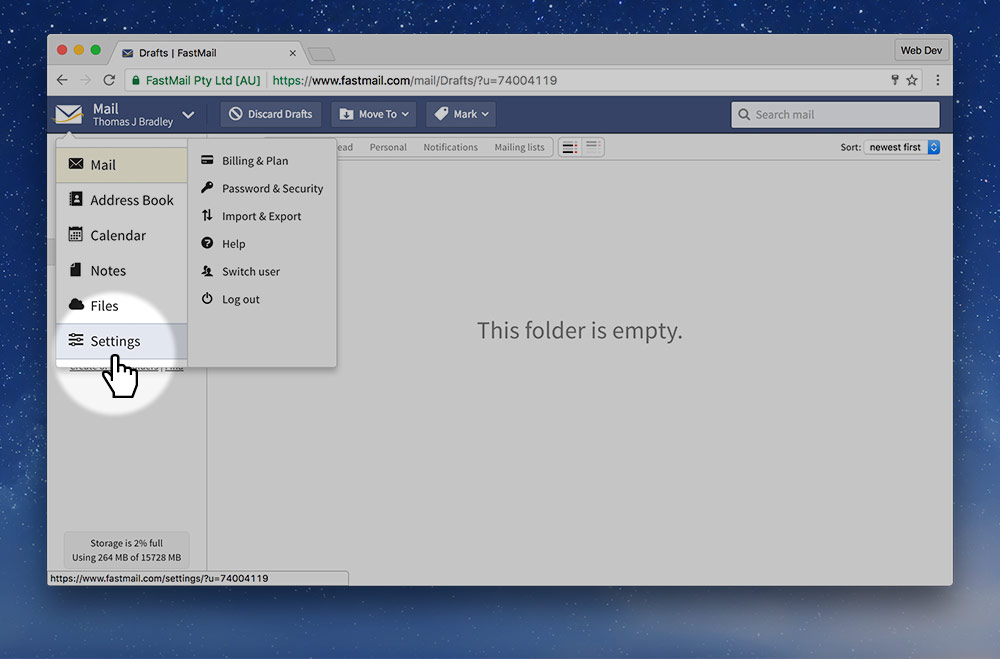 Drafts | FastMail
Web Dev
FastMail Pty Ltd [AU] https://www.fastmail.com/mail/Drafts/?u=74004119
Mail
Thomas J Bradley
Discard Drafts
Move To
Mark
Search mail
ead Personal Notifications Mailing lists
Sort: newest first
Mail
Address Book
Calendar
Notes
Files
Settings
Billing & Plan
Password & Security
Import & Export
Help
Switch user
Log out
This folder is empty.
Storage is 2% full
Using 264 MB of 15728 MB
https://www.fastmail.com/settings/?u=74004119